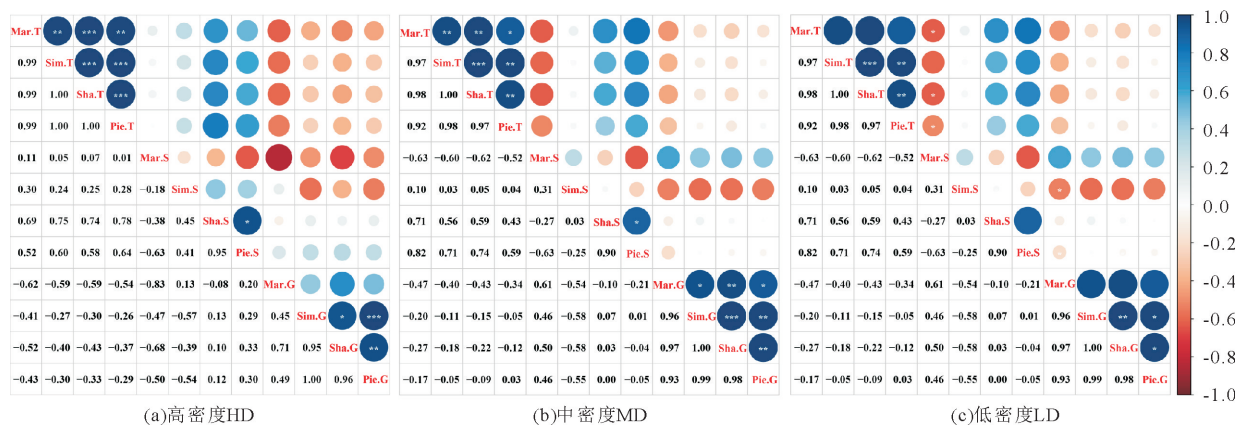 Mar.T ** *** **
0.99 Sim.T *** ***
0.99 1.00 Sha.T ***
0.99 1.00 1.00 Pie.T
0.11 0.05 0.07 0.01 Mar.S
0.30 0.24 0.25 0.28 −0.18 Sim.S
0.69 0.75 0.74 0.78 −0.38 0.45 Sha.S *
0.52 0.60 0.58 0.64 −0.63 0.41 0.95 Pie.S
−0.62 −0.59 −0.59 −0.54 −0.83 0.13 −0.08 0.20 Mar.G
−0.41 −0.27 −0.30 −0.26 −0.47 −0.57 0.13 0.29 0.45 Sim.G * ***
−0.52 −0.40 −0.43 −0.37 −0.68 −0.39 0.10 0.33 0.71 0.95 Sha.G **
−0.43 −0.30 −0.33 −0.29 −0.50 −0.54 0.12 0.30 0.49 1.00 0.96 Pie.G
(a)高密度HD
Mar.T ** ** *
0.97 Sim.T *** **
0.98 1.00 Sha.T **
0.92 0.98 0.97 Pie.T
−0.63 −0.60 −0.62 −0.52 Mar.S
0.10 0.03 0.05 0.04 0.31 Sim.S
0.71 0.56 0.59 0.43 −0.27 0.03 Sha.S *
0.82 0.71 0.74 0.59 −0.63 −0.25 0.90 Pie.S
−0.47 −0.40 −0.43 −0.34 0.61 −0.54 −0.10 −0.21 Mar.G * ** *
−0.20 −0.11 −0.15 −0.05 0.46 −0.58 0.07 0.01 0.96 Sim.G *** **
−0.27 −0.18 −0.22 −0.12 0.50 −0.58 0.03 −0.04 0.97 1.00 Sha.G **
−0.17 −0.05 −0.09 0.03 0.46 −0.55 0.00 −0.05 0.93 0.99 0.98 Pie.G
(b)中密度MD
Mar.T *
0.97 Sim.T *** **
0.98 1.00 Sha.T ** *
0.92 0.98 0.97 Pie.T *
−0.63 −0.60 −0.62 −0.52 Mar.S
0.10 0.03 0.05 0.04 0.31 Sim.S *
0.71 0.56 0.59 0.43 −0.27 0.03 Sha.S
0.82 0.71 0.74 0.59 −0.63 −0.25 0.90 Pie.S
−0.47 −0.40 −0.43 −0.34 0.61 −0.54 −0.10 −0.21 Mar.G
−0.20 −0.11 −0.15 −0.05 0.46 −0.58 0.07 0.01 0.96 Sim.G ** *
−0.27 −0.18 −0.22 −0.12 0.50 −0.58 0.03 −0.04 0.97 1.00 Sha.G *
−0.17 −0.05 −0.09 0.03 0.46 −0.55 0.00 −0.05 0.93 0.99 0.98 Pie.G
(c)低密度LD
1.0
0.8
0.6
0.4
0.2
0.0
-0.2
-0.4
-0.6
-0.8
-1.0